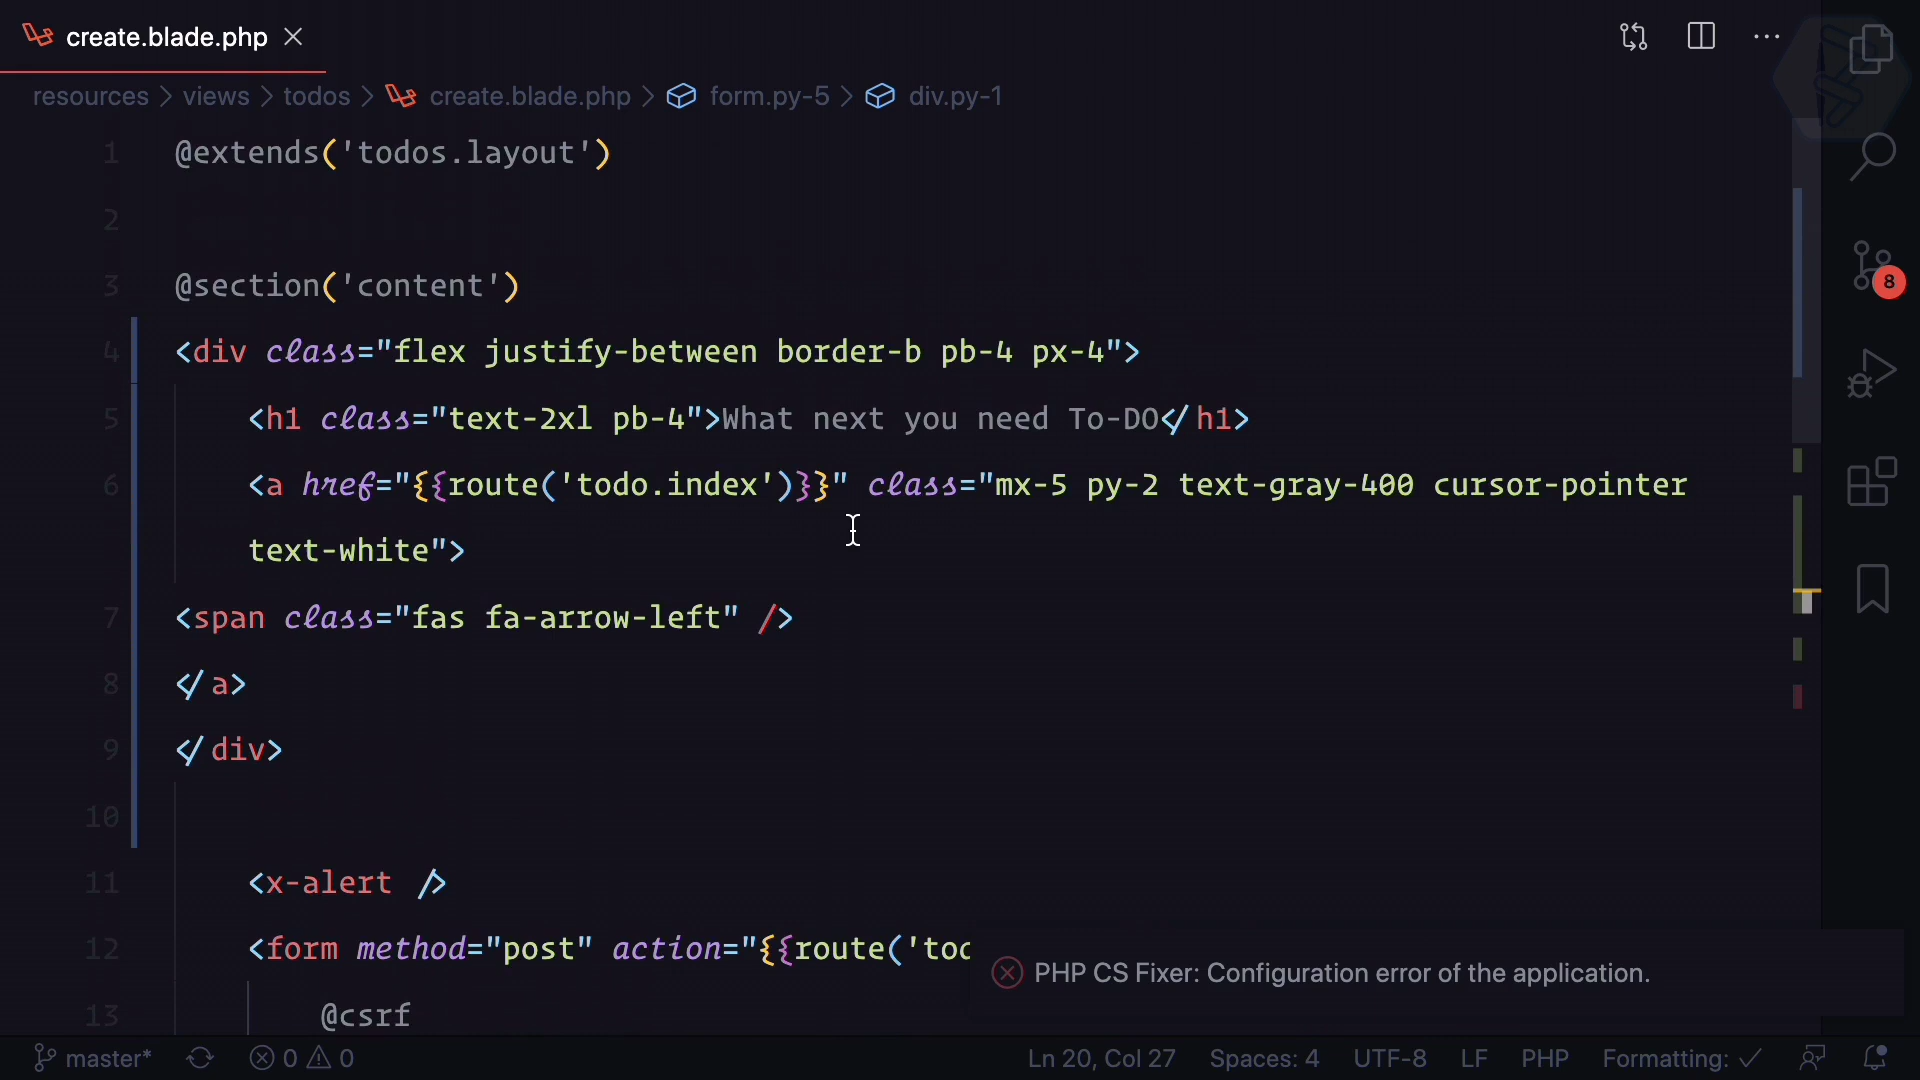 create.blade.php
resources > views > todos > create.blade.php > form.py-5 > div.py-1
1 @extends('todos.layout')
2
3 @section('content')
4 <div class="flex justify-between border-b pb-4 px-4">
5 <h1 class="text-2xl pb-4">What next you need To-DO</h1>
6 <a href="{{route('todo.index')}}" class="mx-5 py-2 text-gray-400 cursor-pointer
text-white">
7 <span class="fas fa-arrow-left" />
8 </a>
9 </div>
10
11 <x-alert />
12 <form method="post" action="{{route('toc
13 @csrf
8
PHP CS Fixer: Configuration error of the application.
master* 0 0 Ln 20, Col 27 Spaces: 4 UTF-8 LF PHP Formatting: ✓